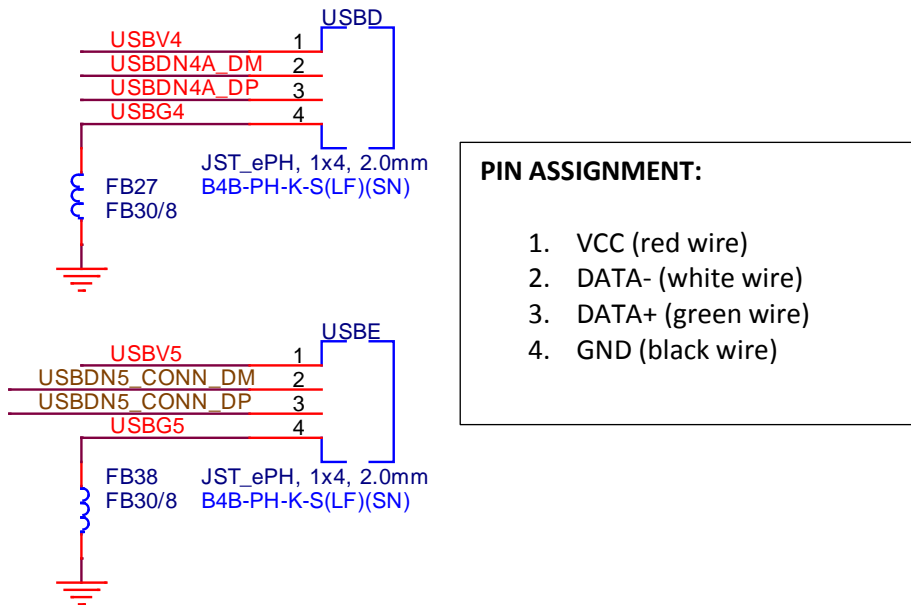 USBD
USBV4 1
USBDN4A_DM 2
USBDN4A_DP 3
USBG4 4
JST_ePH, 1x4, 2.0mm
B4B-PH-K-S(LF)(SN)
FB27
FB30/8
PIN ASSIGNMENT:
1. VCC (red wire)
2. DATA- (white wire)
3. DATA+ (green wire)
4. GND (black wire)
USBE
USBV5 1
USBDN5_CONN_DM 2
USBDN5_CONN_DP 3
USBG5 4
JST_ePH, 1x4, 2.0mm
B4B-PH-K-S(LF)(SN)
FB38
FB30/8